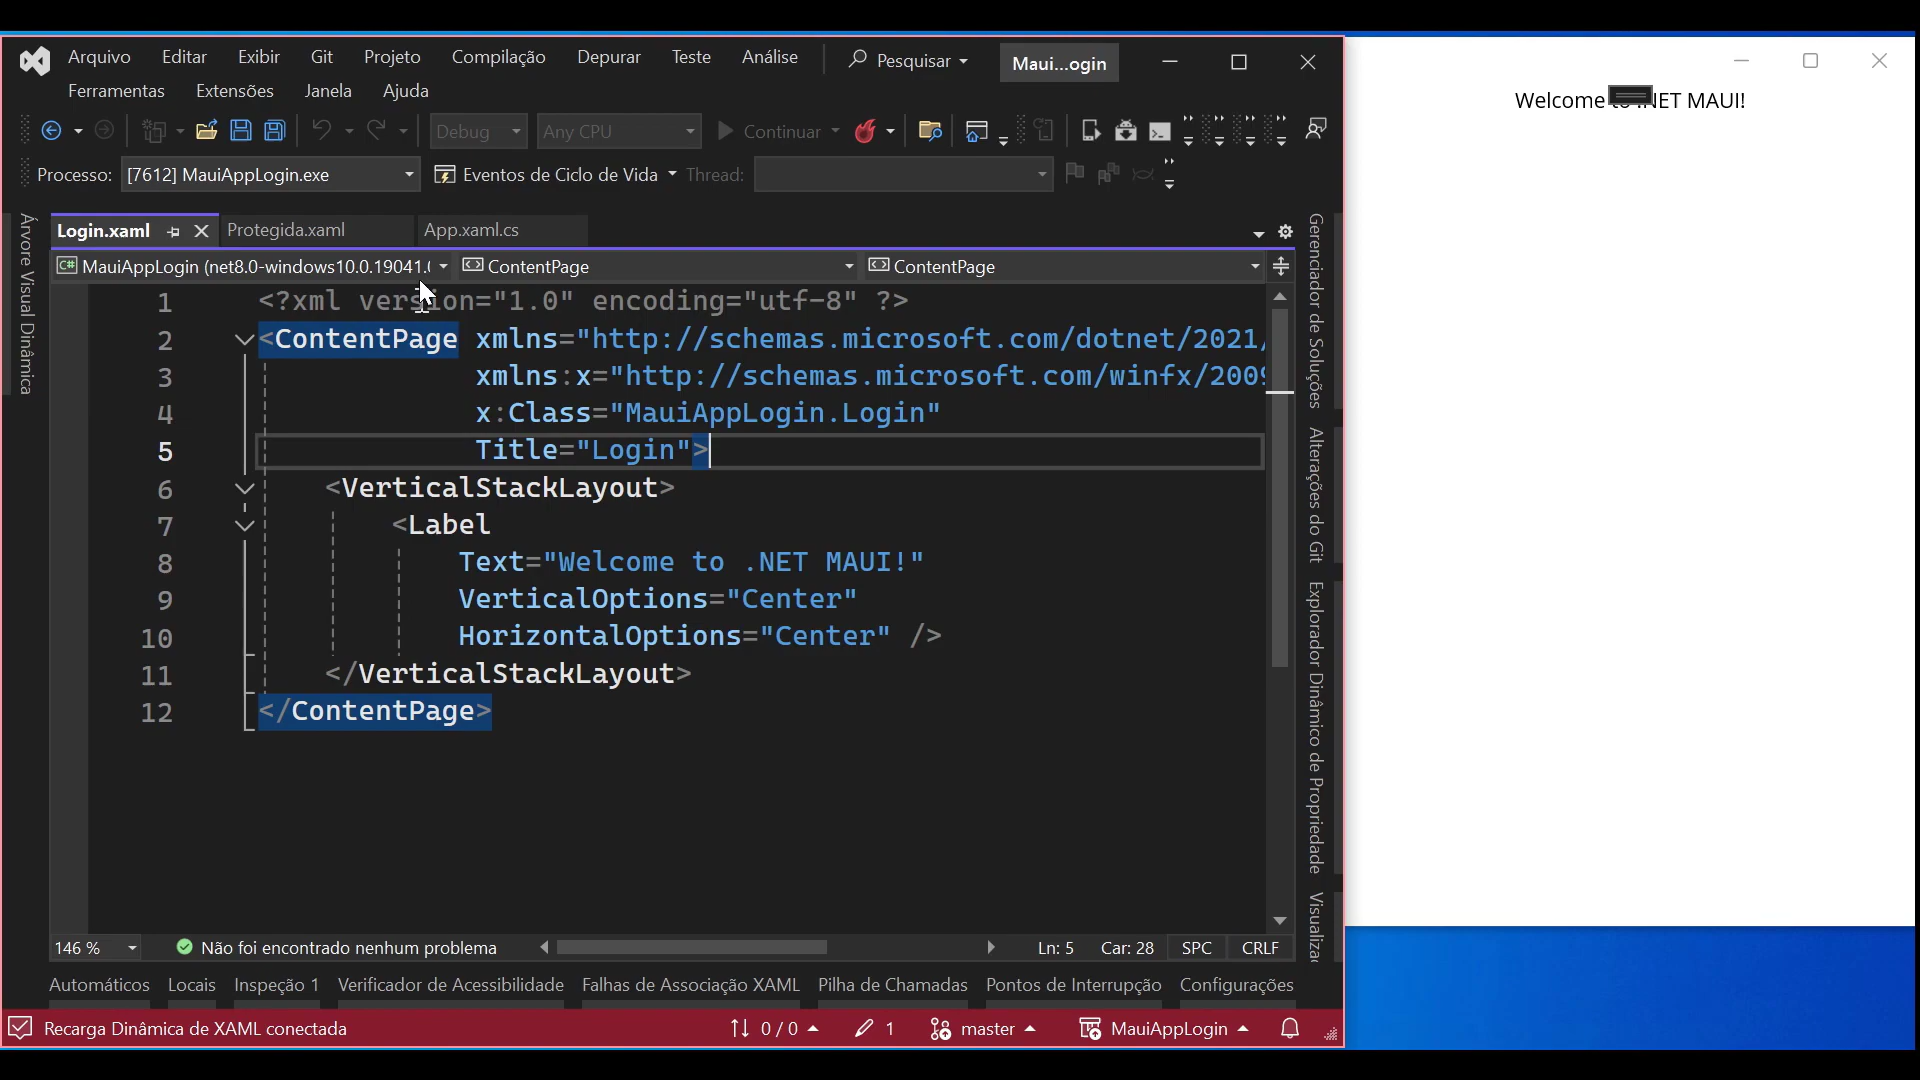 Arquivo Editar Exibir Git Projeto Compilação Depurar Teste Análise Pesquisar Maui...ogin
Ferramentas Extensões Janela Ajuda
Debug Any CPU Continuar
Processo: [7612] MauiAppLogin.exe Eventos de Ciclo de Vida Thread:
Login.xaml Protegida.xaml App.xaml.cs
MauiAppLogin (net8.0-windows10.0.19041.0 ContentPage ContentPage
1 <?xml version="1.0" encoding="utf-8" ?>
2 <ContentPage xmlns="http://schemas.microsoft.com/dotnet/2021/
3 xmlns:x="http://schemas.microsoft.com/winfx/2009
4 x:Class="MauiAppLogin.Login"
5 Title="Login">
6 <VerticalStackLayout>
7 <Label
8 Text="Welcome to .NET MAUI!"
9 VerticalOptions="Center"
10 HorizontalOptions="Center" />
11 </VerticalStackLayout>
12 </ContentPage>
146 % Não foi encontrado nenhum problema Ln: 5 Car: 28 SPC CRLF
Automáticos Locais Inspeção 1 Verificador de Acessibilidade Falhas de Associação XAML Pilha de Chamadas Pontos de Interrupção Configurações
Recarga Dinâmica de XAML conectada 0 / 0 1 master MauiAppLogin
Árvore Visual Dinâmica
Gerenciador de Soluções
Alterações do Git
Explorador Dinâmico de Propriedade
Visualiza
Welcome to .NET MAUI!